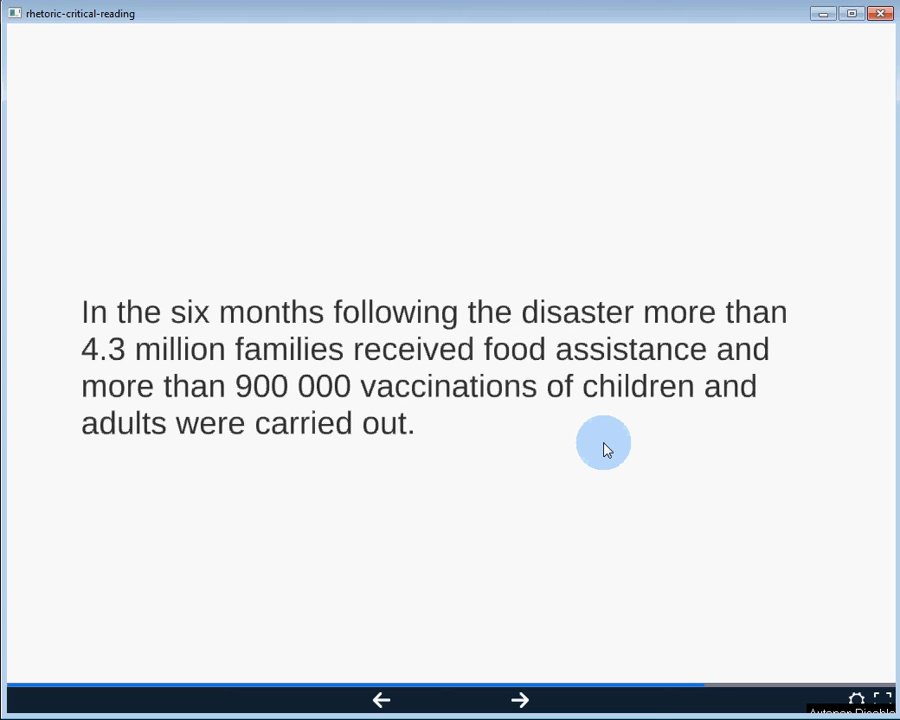 rhetoric-critical-reading
In the six months following the disaster more than
4.3 million families received food assistance and
more than 900 000 vaccinations of children and
adults were carried out.